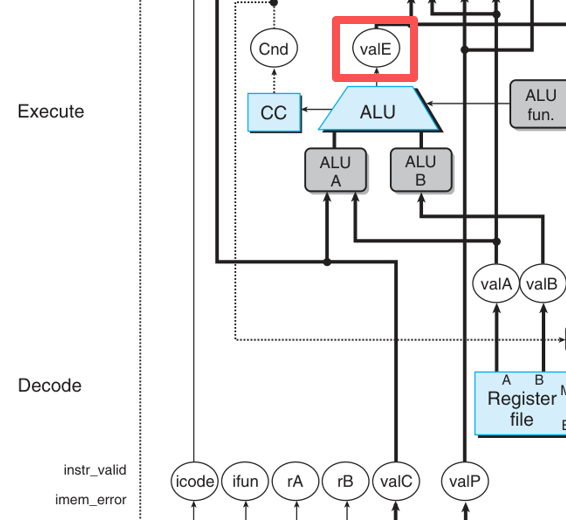 Cnd
valE
Execute
CC
ALU
ALU
fun.
ALU
A
ALU
B
valA
valB
Decode
A
B
Register
file
instr_valid
imem_error
icode
ifun
rA
rB
valC
valP